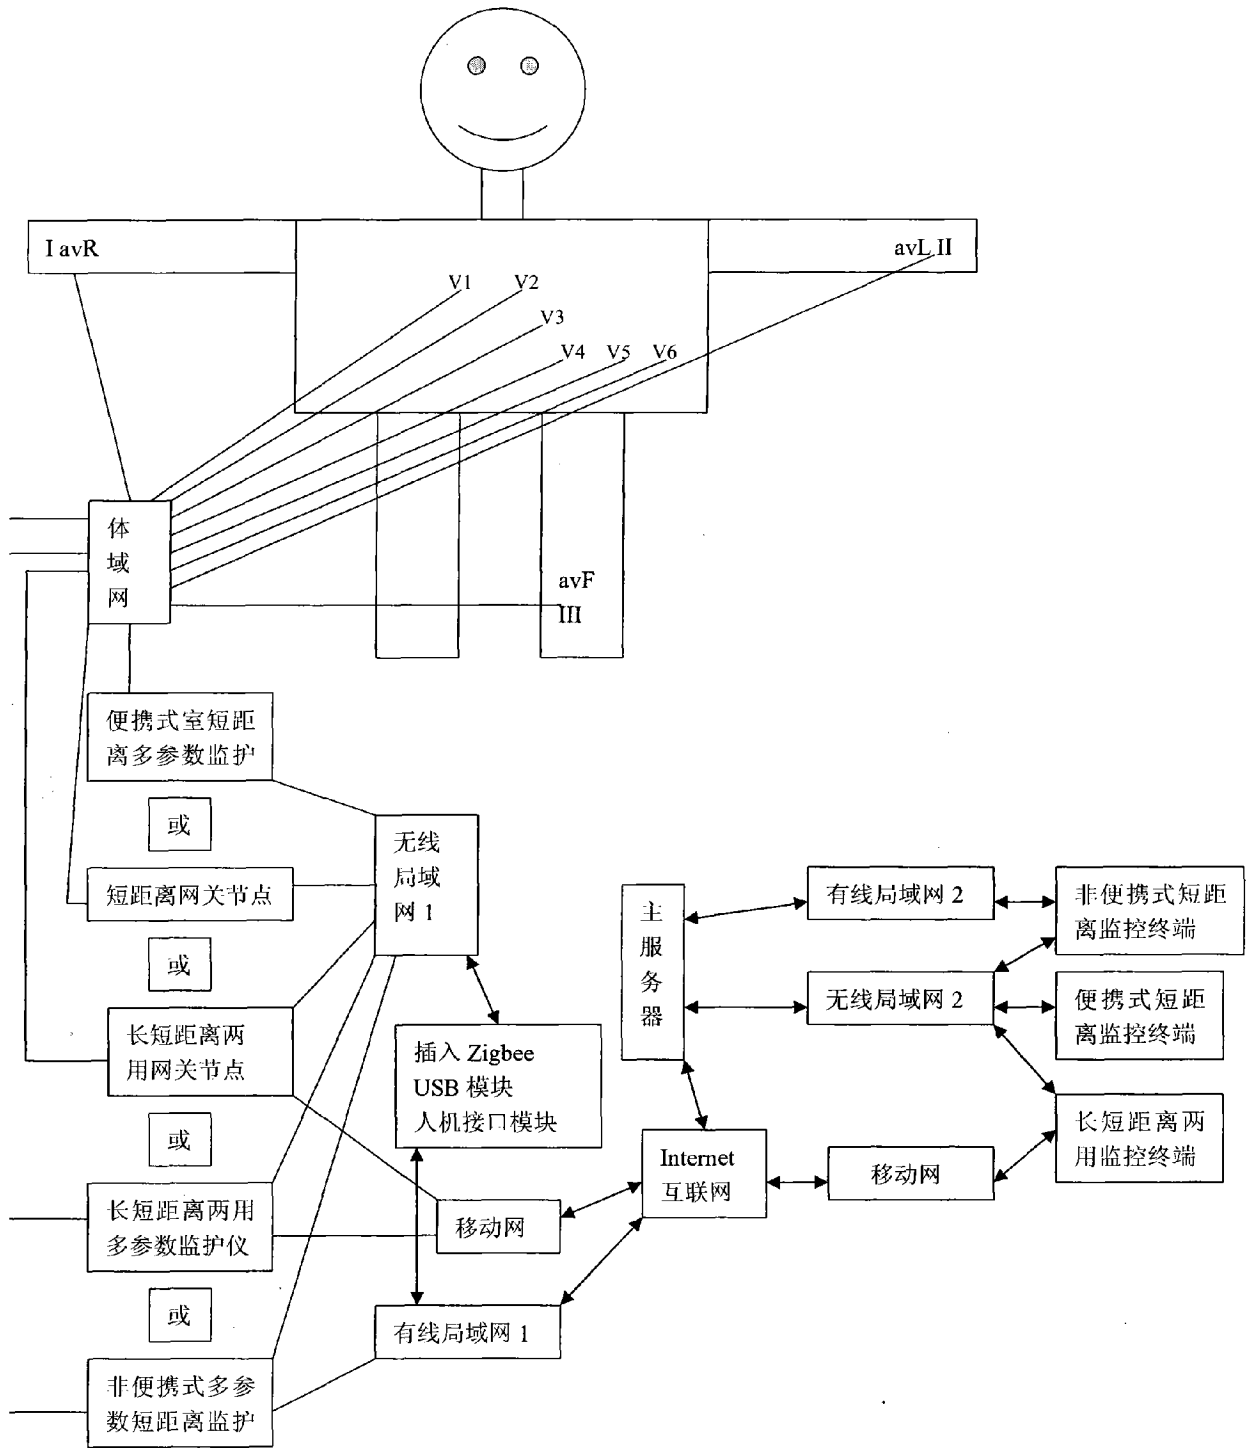 I avR
avL II
V1
V2
V3
V4
V5
V6
体
域
网
avF
III
便携式室短距
离多参数监护
或
短距离网关节点
或
长短距离两
用网关节点
或
长短距离两用
多参数监护仪
或
非便携式多参
数短距离监护
无线
局域
网 1
插入 Zigbee
USB 模块
人机接口模块
移动网
有线局域网 1
主
服
务
器
Internet
互联网
有线局域网 2
无线局域网 2
移动网
非便携式短距
离监控终端
便携式短距
离监控终端
长短距离两
用监控终端